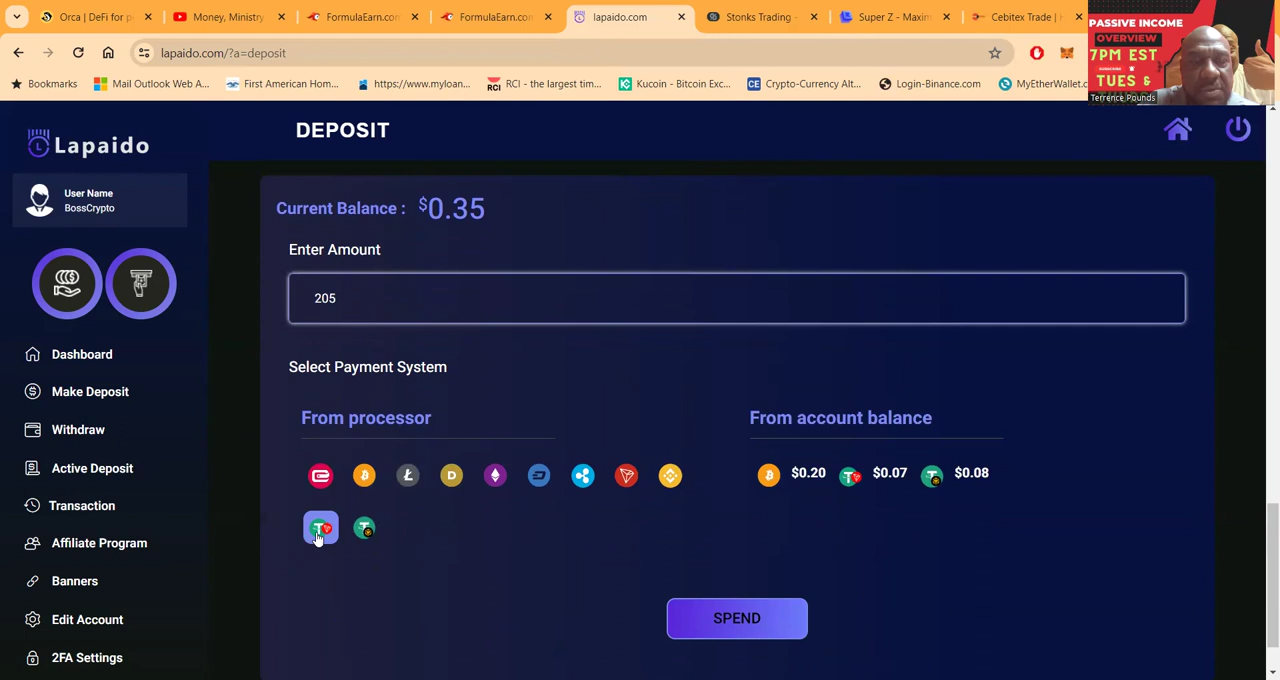 Orca | DeFi for p
Money, Ministry
FormulaEarn.com
FormulaEarn.com
lapaido.com
Stonks Trading -
Super Z - Maxim
Cebitex Trade | H
lapaido.com/?a=deposit
Bookmarks
Mail Outlook Web A...
First American Hom...
https://www.myloan...
RCI - the largest tim...
Kucoin - Bitcoin Exc...
Crypto-Currency Alt...
Login-Binance.com
MyEtherWallet.c
PASSIVE INCOME
OVERVIEW
7PM EST
TUES &
Terrence Pounds
Lapaido
DEPOSIT
User Name
BossCrypto
Current Balance : $0.35
Enter Amount
205
Select Payment System
From processor
From account balance
$0.20
$0.07
$0.08
SPEND
Dashboard
Make Deposit
Withdraw
Active Deposit
Transaction
Affiliate Program
Banners
Edit Account
2FA Settings